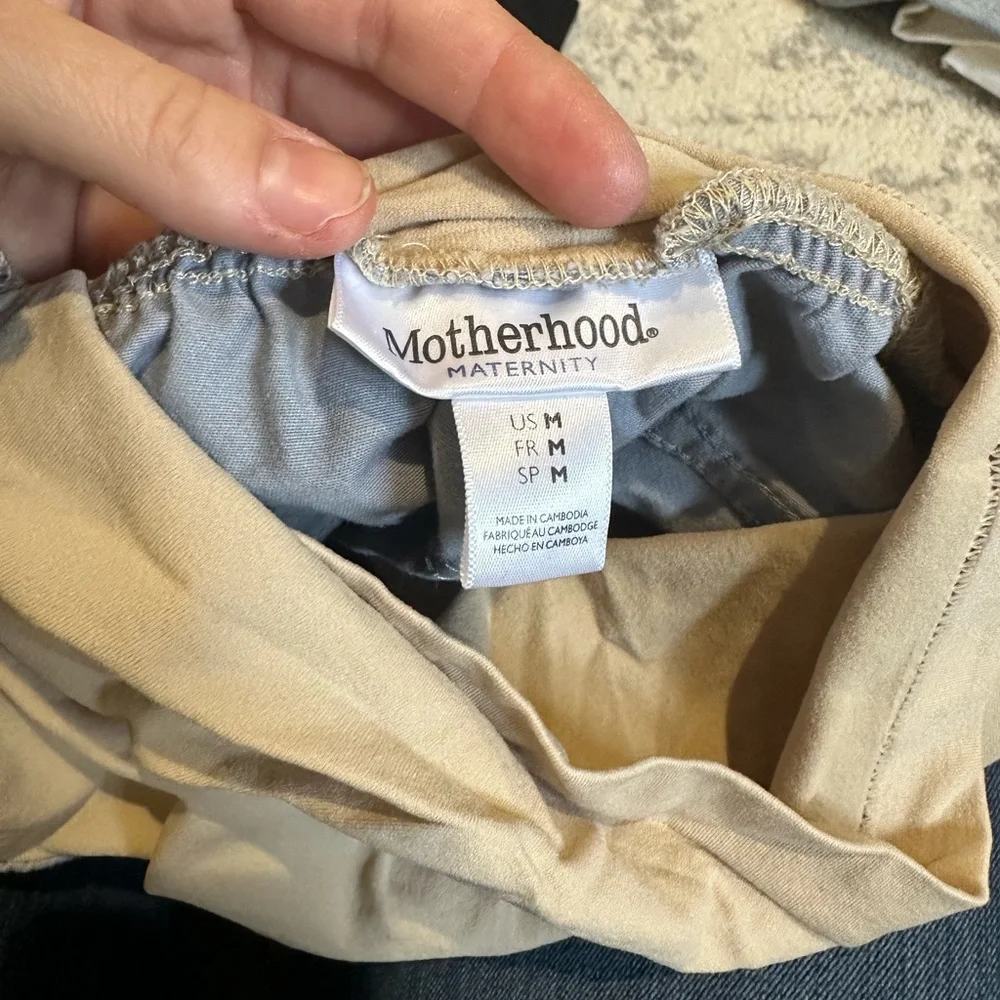 Motherhood®
MATERNITY
US M
FR M
SP M
MADE IN CAMBODIA
FABRIQUÉ AU CAMBODGE
HECHO EN CAMBOYA